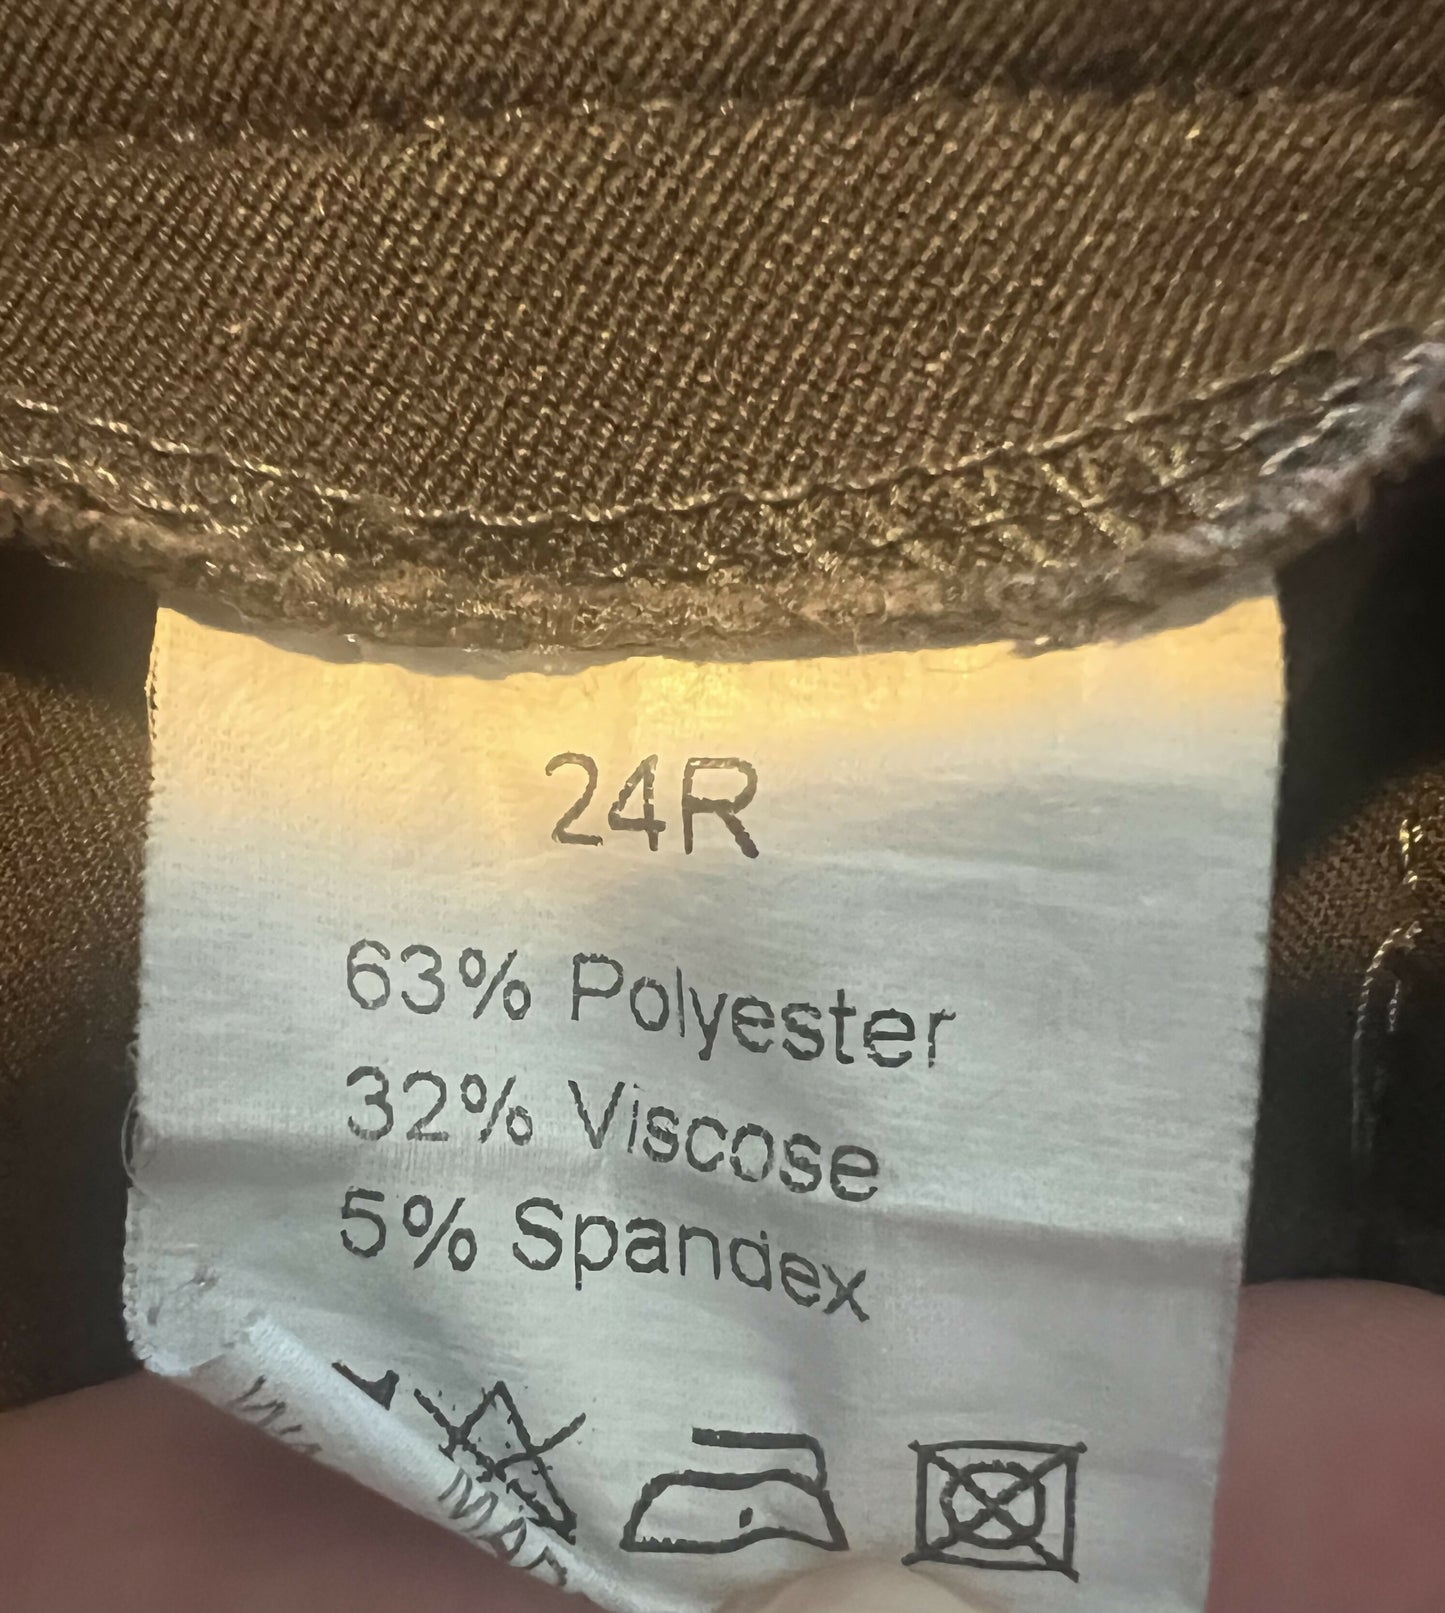 24R
63% Polyester
32% Viscose
5% Spandex